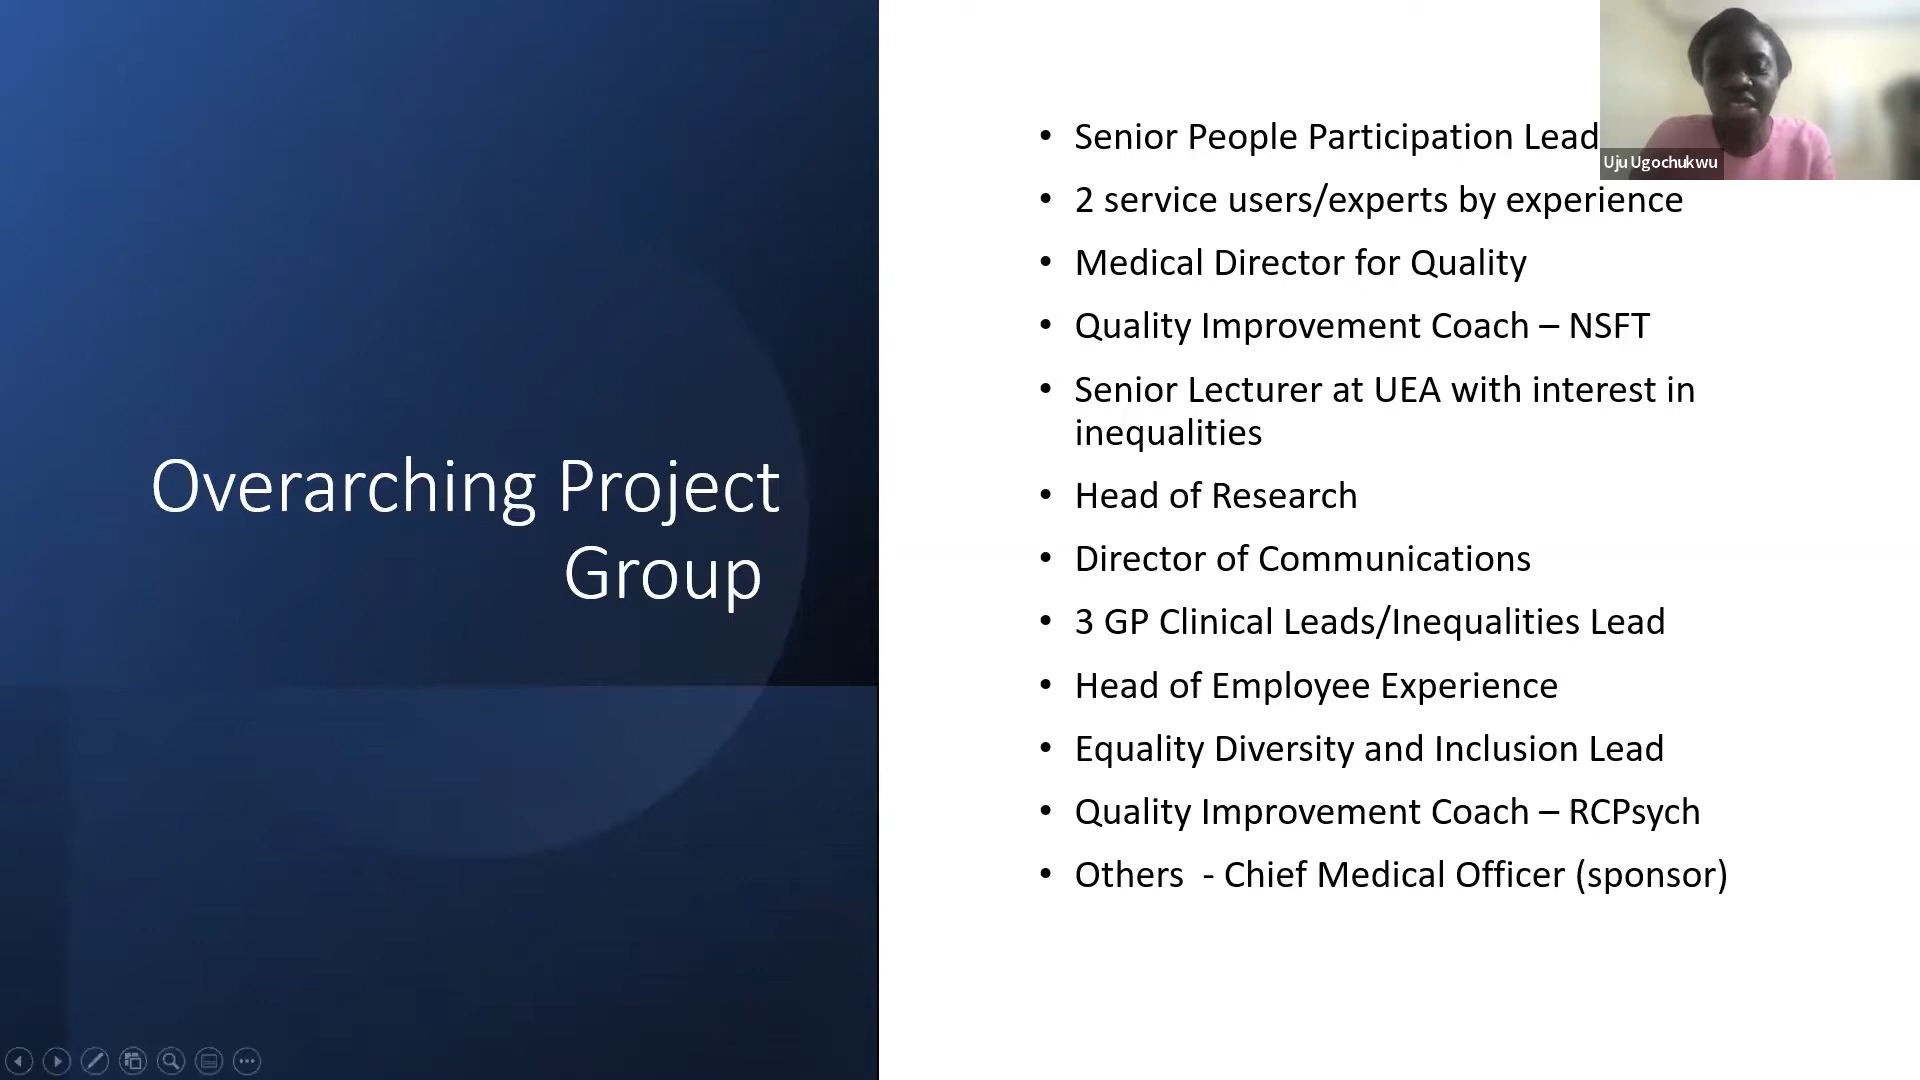 Overarching Project
Group
• Senior People Participation Lead
• 2 service users/experts by experience
• Medical Director for Quality
• Quality Improvement Coach – NSFT
• Senior Lecturer at UEA with interest in
inequalities
• Head of Research
• Director of Communications
• 3 GP Clinical Leads/Inequalities Lead
• Head of Employee Experience
• Equality Diversity and Inclusion Lead
• Quality Improvement Coach – RCPsych
• Others  - Chief Medical Officer (sponsor)
Uju Ugochukwu